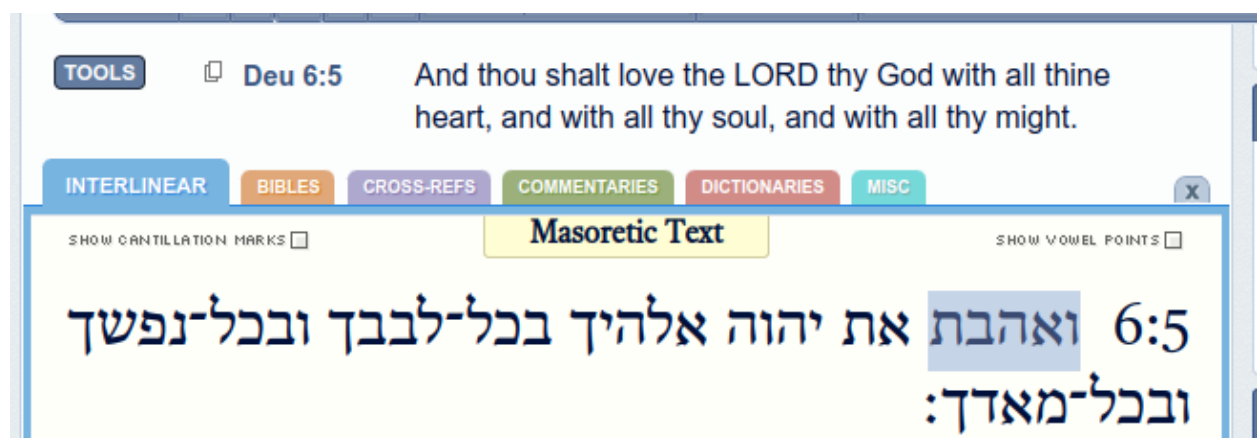 TOOLS Deu 6:5 And thou shalt love the LORD thy God with all thine
heart, and with all thy soul, and with all thy might.
INTERLINEAR BIBLES CROSS-REFS COMMENTARIES DICTIONARIES MISC X
SHOW CANTILLATION MARKS Masoretic Text SHOW VOWEL POINTS
6:5 ואהבת את יהוה אלהיך בכל־לבבך ובכל־נפשך
ובכל־מאדך׃